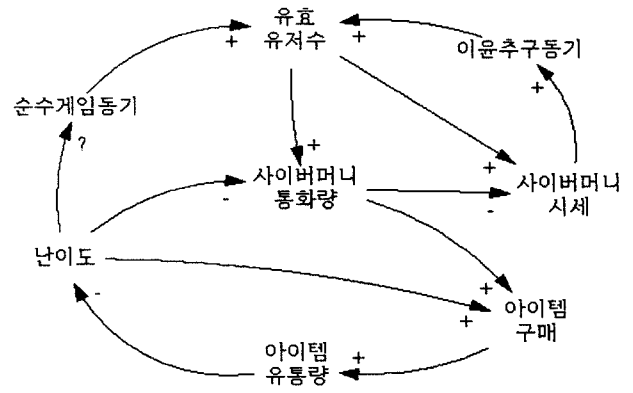 유효
유저수
+
+
이윤추구동기
+
순수게임동기
?
+
사이버머니
통화량
-
+
사이버머니
시세
-
난이도
-
+
+
아이템
구매
아이템
유통량
+